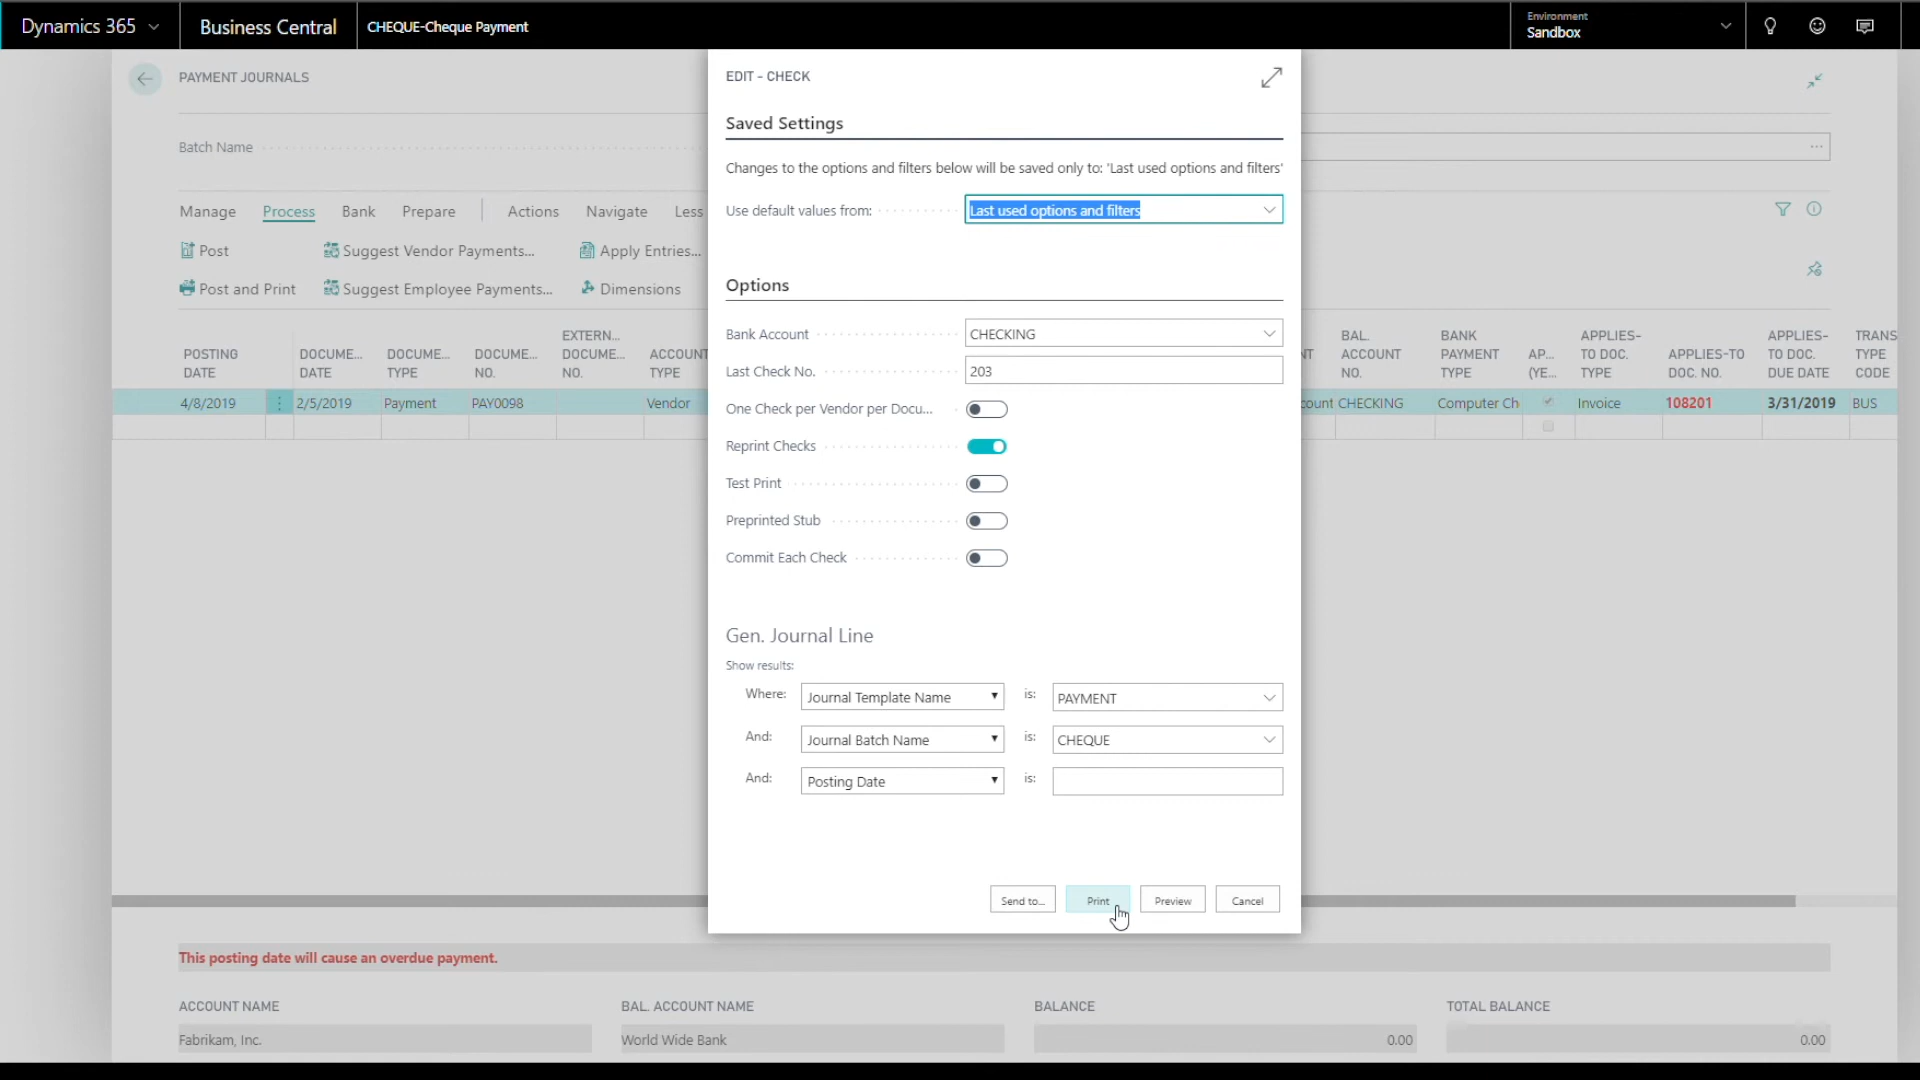 Dynamics 365
Business Central
CHEQUE-Cheque Payment
Environment
Sandbox
PAYMENT JOURNALS
Batch Name
Manage Process Bank Prepare Actions Navigate Less
Post Suggest Vendor Payments... Apply Entries...
Post and Print Suggest Employee Payments... Dimensions
POSTING DATE
DOCUME... DATE
DOCUME... TYPE
DOCUME... NO.
EXTERN... DOCUME... NO.
ACCOUNT TYPE
NT
BAL. ACCOUNT NO.
BANK PAYMENT TYPE
AP... (YE...
APPLIES-TO DOC. TYPE
APPLIES-TO DOC. NO.
APPLIES-TO DOC. DUE DATE
TRANS TYPE CODE
4/8/2019 2/5/2019 Payment PAY0098 Vendor count CHECKING Computer Ch Invoice 108201 3/31/2019 BUS
EDIT - CHECK
Saved Settings
Changes to the options and filters below will be saved only to: 'Last used options and filters'
Use default values from: Last used options and filters
Options
Bank Account CHECKING
Last Check No. 203
One Check per Vendor per Docu...
Reprint Checks
Test Print
Preprinted Stub
Commit Each Check
Gen. Journal Line
Show results:
Where: Journal Template Name is: PAYMENT
And: Journal Batch Name is: CHEQUE
And: Posting Date is:
Send to... Print Preview Cancel
This posting date will cause an overdue payment.
ACCOUNT NAME BAL. ACCOUNT NAME BALANCE TOTAL BALANCE
Fabrikam, Inc. World Wide Bank 0.00 0.00